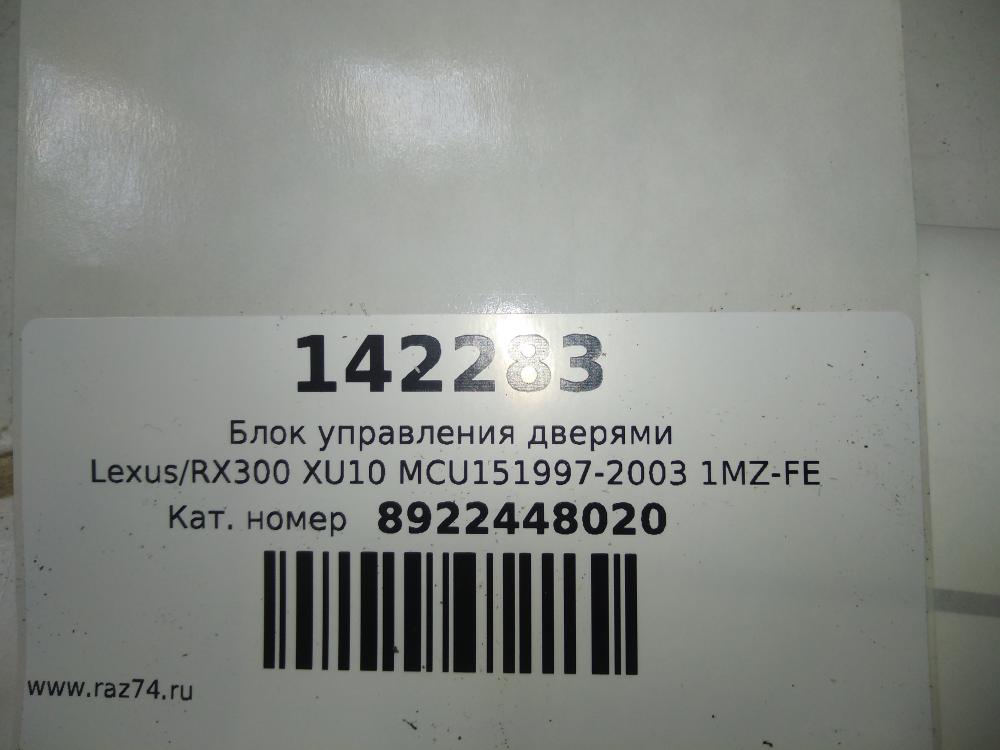 142283
Блок управления дверями
Lexus/RX300 XU10 MCU151997-2003 1MZ-FE
Кат. номер 8922448020
www.raz74.ru